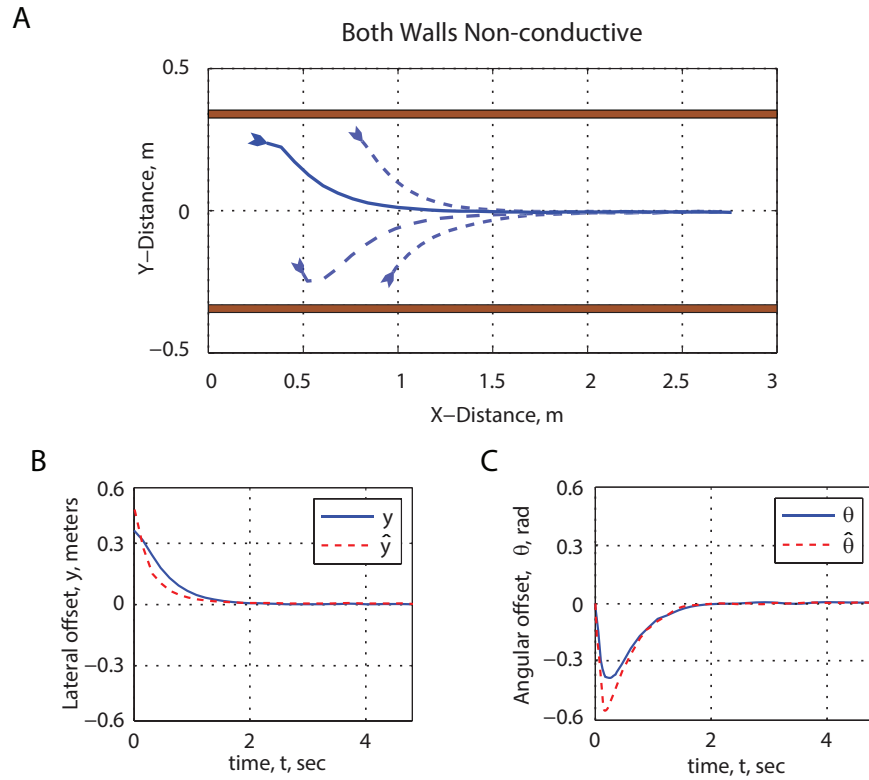 A
Both Walls Non-conductive
0.5
0
−0.5
Y−Distance, m
0
0.5
1
1.5
2
2.5
3
X−Distance, m
B
0.6
0.3
0
−0.3
−0.6
Lateral offset, y, meters
y
ŷ
0
2
4
time, t, sec
C
0.6
0.3
0
−0.3
−0.6
Angular offset, θ, rad
θ
θ̂
0
2
4
time, t, sec